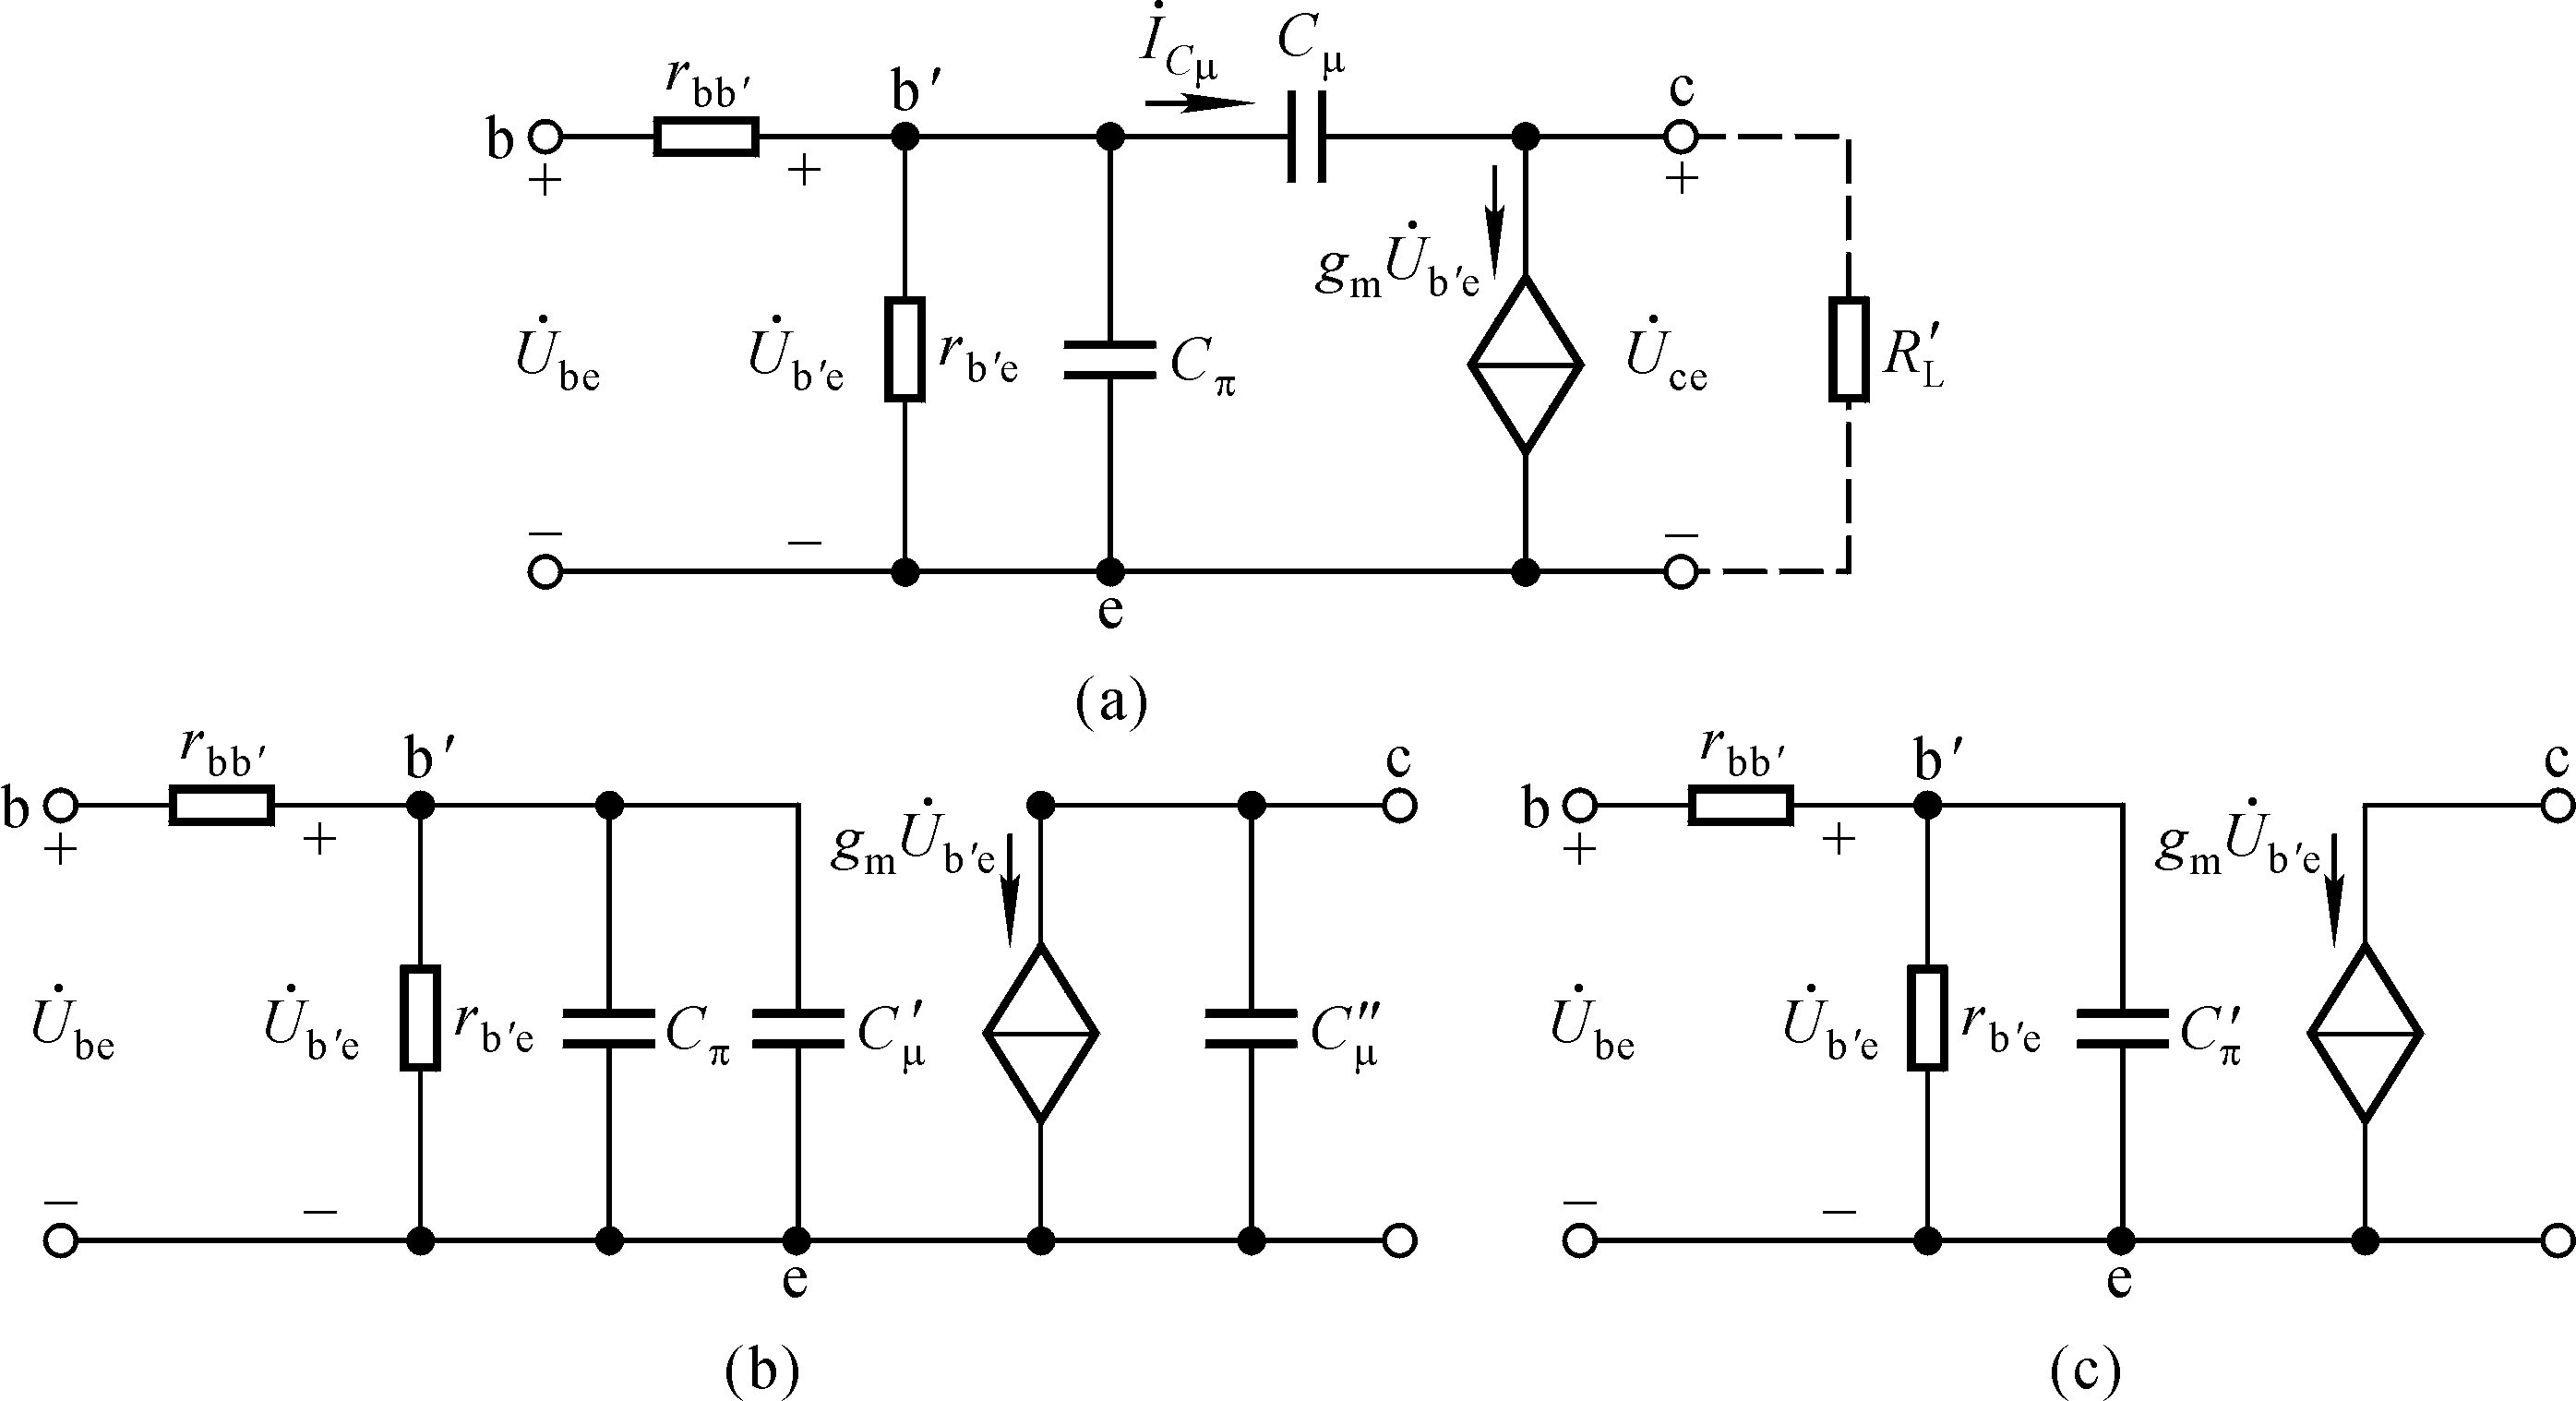 İ_Cμ
C_μ
r_bb′
b′
c
b
+
+
+
g_m U̇_b′e
U̇_be
U̇_b′e
r_b′e
C_π
U̇_ce
R′_L
−
−
−
e
(a)
r_bb′
b′
c
b
+
+
g_m U̇_b′e
U̇_be
U̇_b′e
r_b′e
C_π
C′_μ
C″_μ
−
−
e
(b)
r_bb′
b′
c
b
+
+
g_m U̇_b′e
U̇_be
U̇_b′e
r_b′e
C′_π
−
−
e
(c)